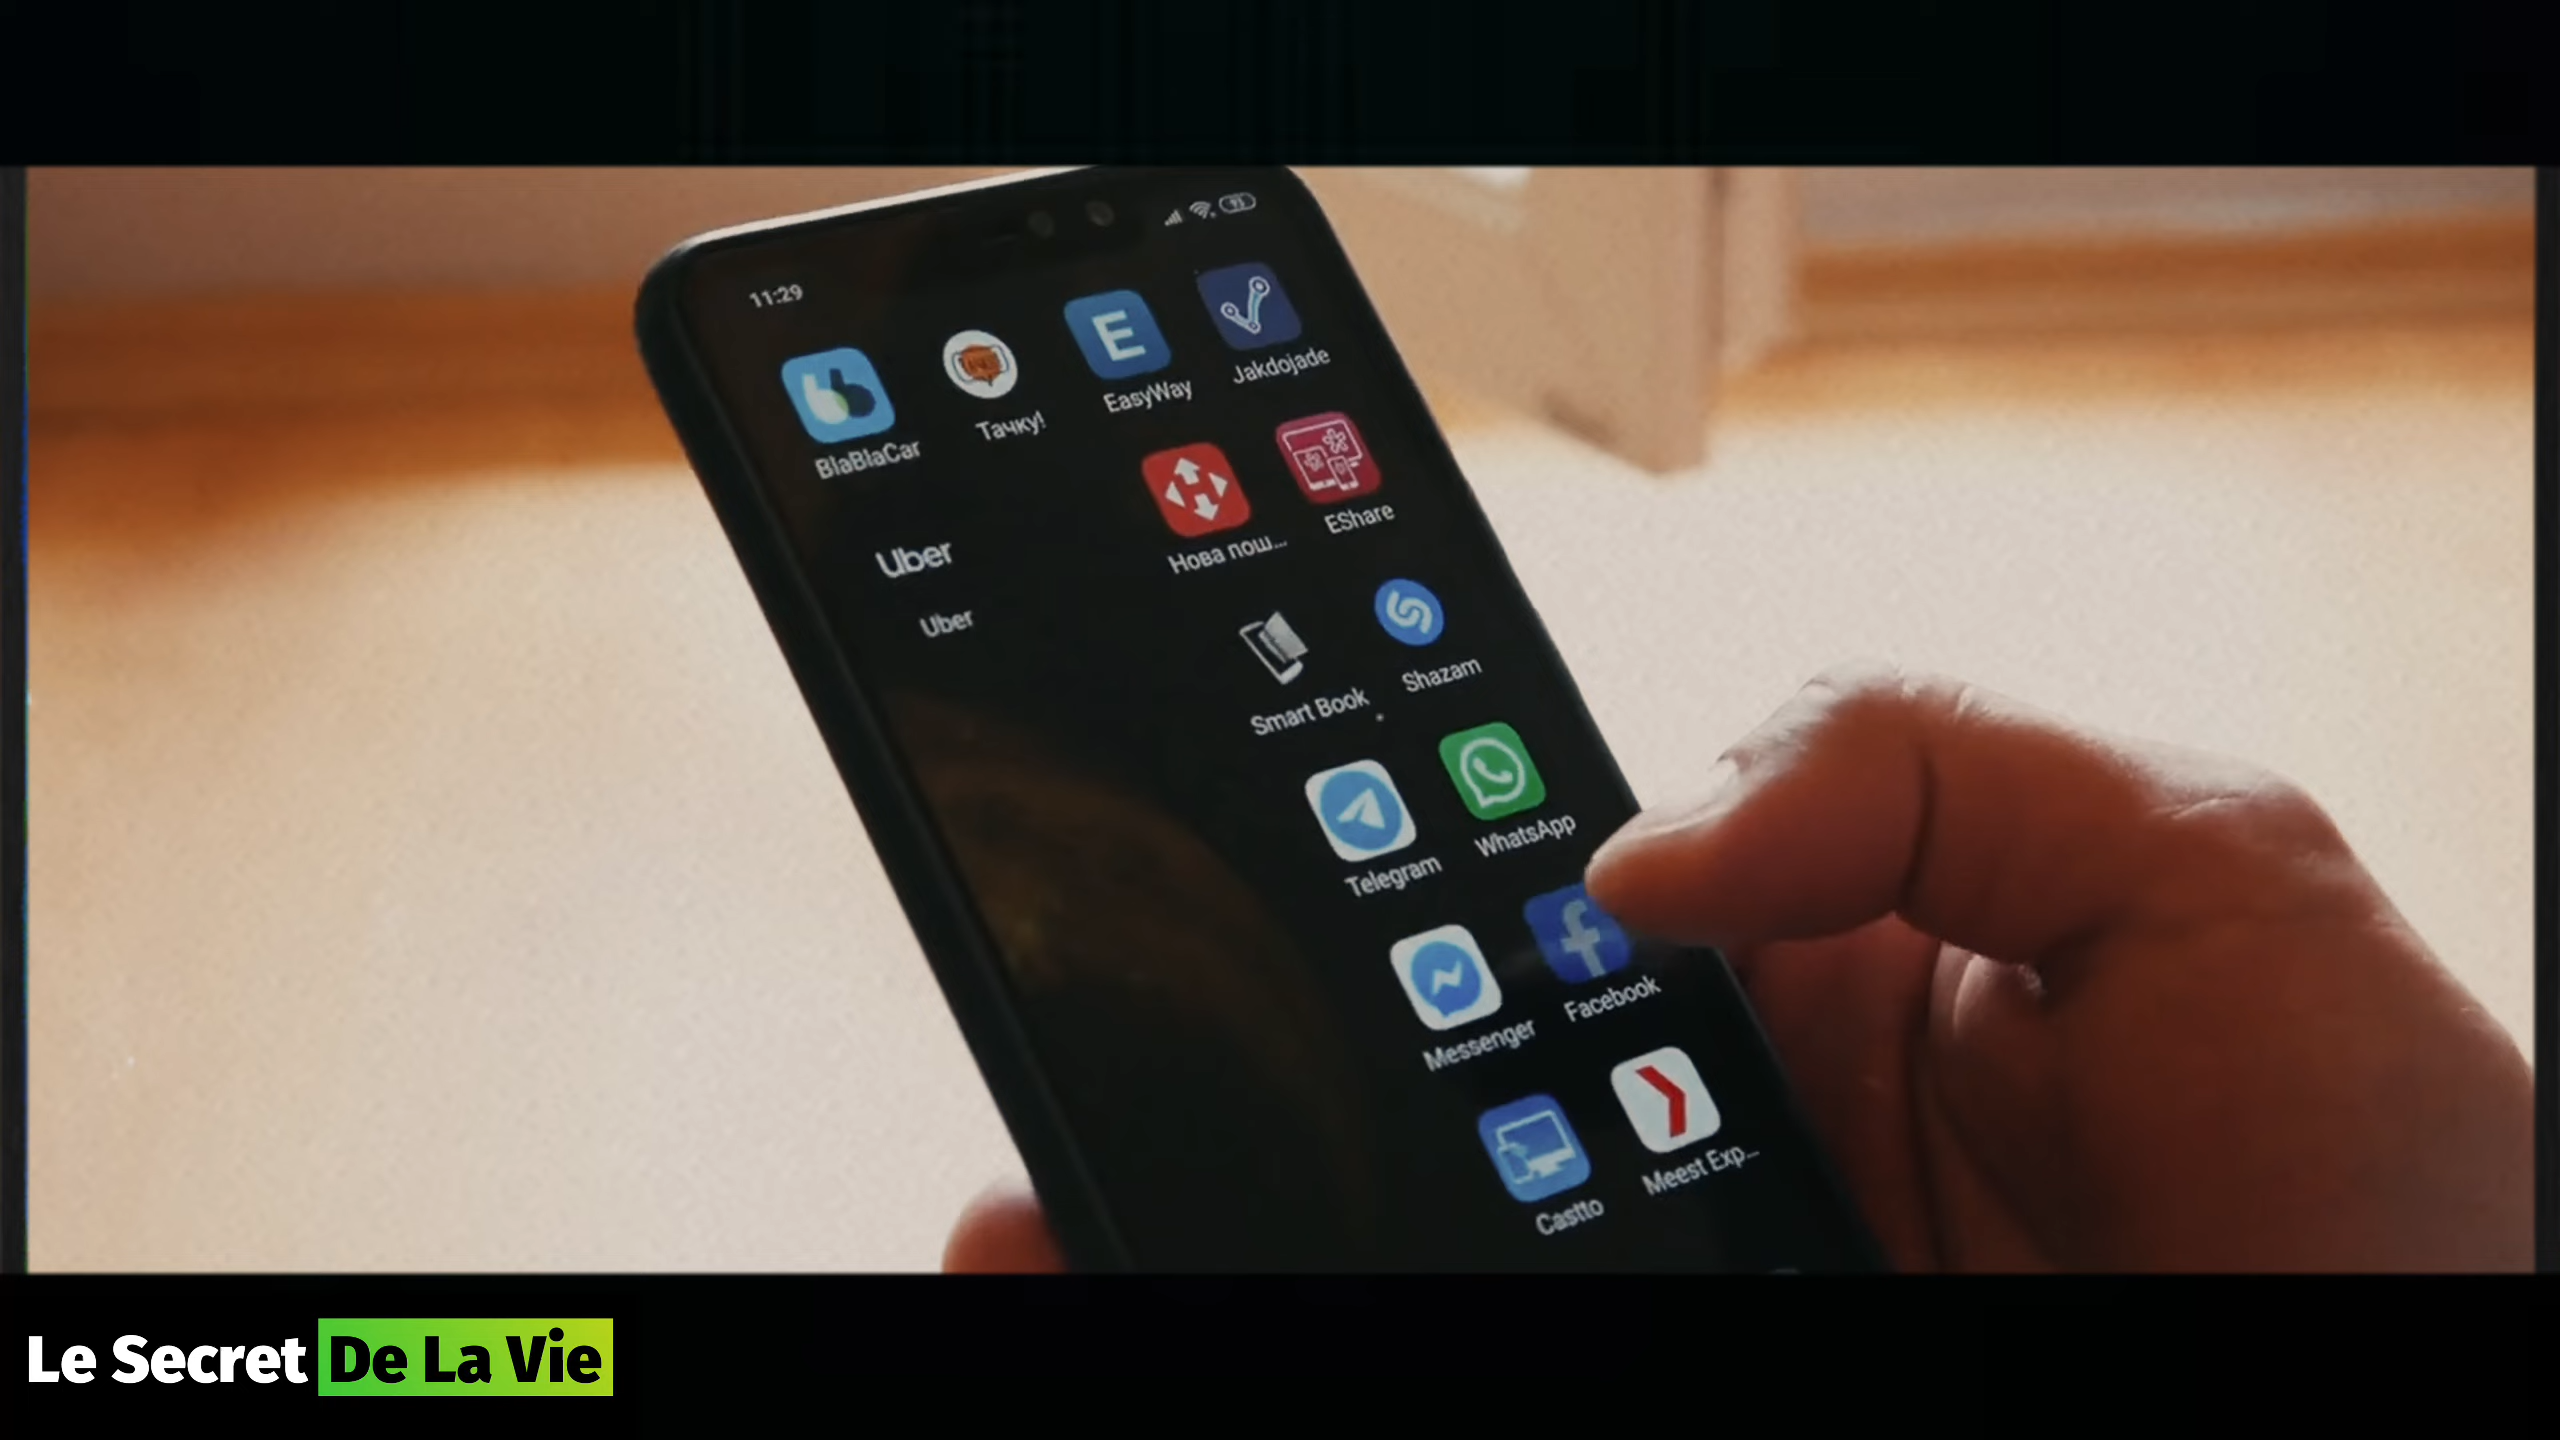 11:29
93
BlaBlaCar
Тачку!
EasyWay
Jakdojade
Uber
Uber
Нова пош...
EShare
Smart Book
Shazam
Telegram
WhatsApp
Messenger
Facebook
Castto
Meest Exp...
Le Secret De La Vie